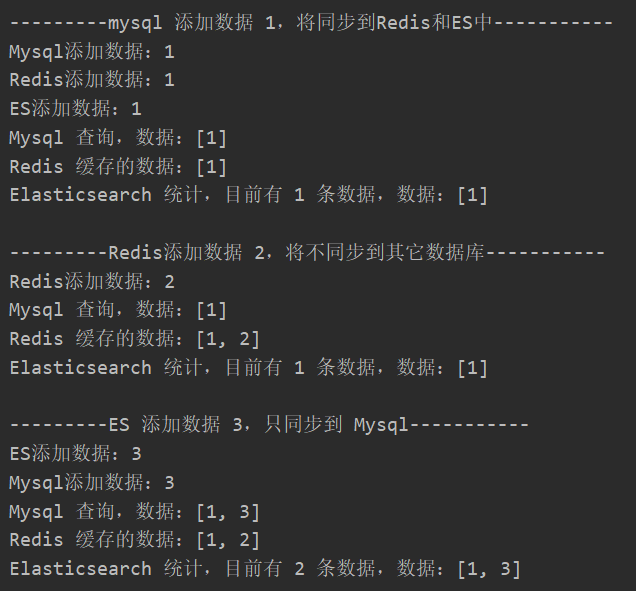 ---------mysql 添加数据 1，将同步到Redis和ES中-----------
Mysql添加数据：1
Redis添加数据：1
ES添加数据：1
Mysql 查询，数据：[1]
Redis 缓存的数据：[1]
Elasticsearch 统计，目前有 1 条数据，数据：[1]
---------Redis添加数据 2，将不同步到其它数据库-----------
Redis添加数据：2
Mysql 查询，数据：[1]
Redis 缓存的数据：[1, 2]
Elasticsearch 统计，目前有 1 条数据，数据：[1]
---------ES 添加数据 3，只同步到 Mysql-----------
ES添加数据：3
Mysql添加数据：3
Mysql 查询，数据：[1, 3]
Redis 缓存的数据：[1, 2]
Elasticsearch 统计，目前有 2 条数据，数据：[1, 3]